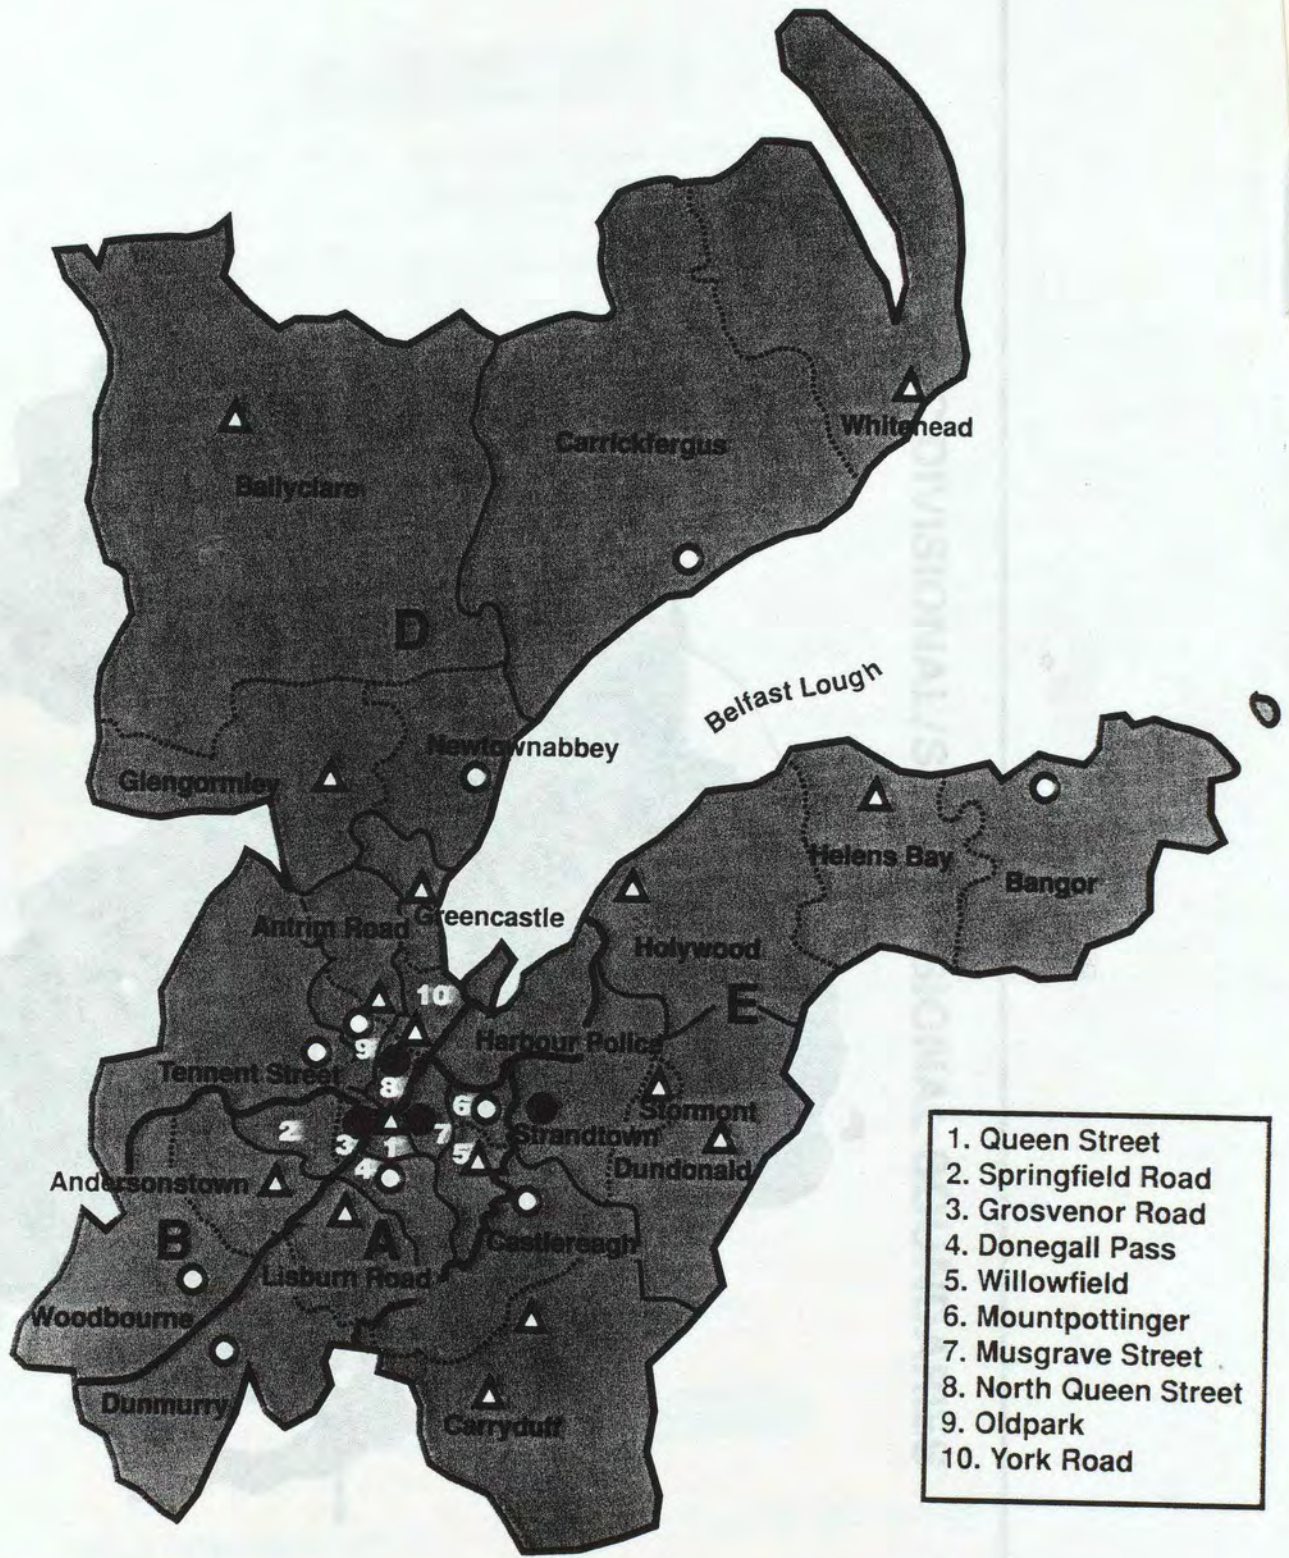 Whitehead
Carrickfergus
Ballyclare
D
Belfast Lough
Newtownabbey
Glengormley
Helens Bay
Bangor
Greencastle
Antrim Road
Holywood
10
E
Harbour Police
9
Tennent Street
8
6
Stormont
2
3
1
7
Strandtown
5
4
Dundonald
Andersonstown
B
A
Castlereagh
Lisburn Road
Woodbourne
Dunmurry
Carryduff
1. Queen Street
2. Springfield Road
3. Grosvenor Road
4. Donegall Pass
5. Willowfield
6. Mountpottinger
7. Musgrave Street
8. North Queen Street
9. Oldpark
10. York Road